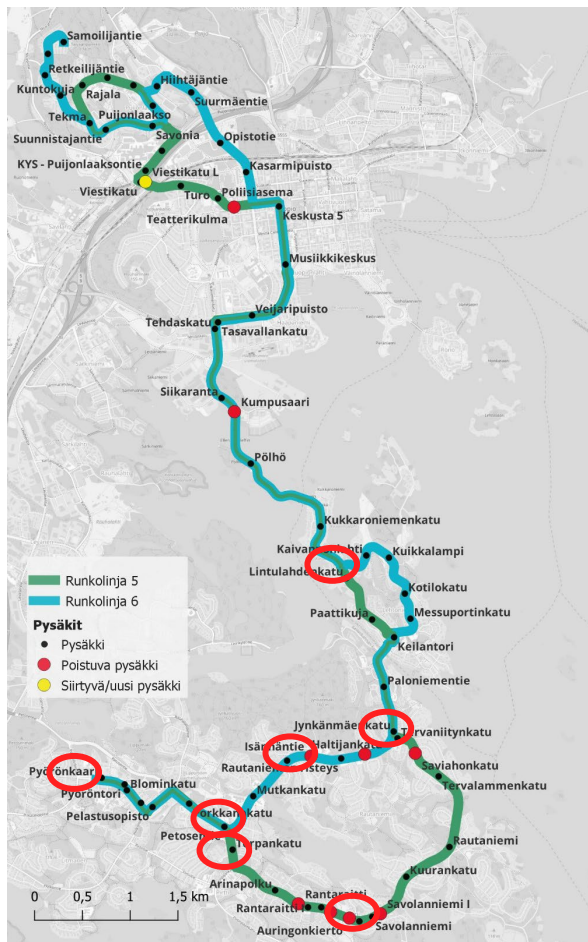 Samoilijantie
Retkeilijäntie
Hiihtäjäntie
Kuntokuja
Rajala
Suurmäentie
Tekma
Puijonlaakso
Suunnistajantie
Savonia
Opistotie
KYS - Puijonlaaksontie
Kasarmipuisto
Viestikatu L
Viestikatu
Turo
Poliisiasema
Teatterikulma
Keskusta 5
Musiikkikeskus
Veljaripuisto
Tehdaskatu
Tasavallankatu
Siikaranta
Kumpusaari
Pölhö
Kukkaroniemenkatu
Kuikkalampi
Lintulahdenkatu
Kotilokatu
Messuportinkatu
Paattikuja
Keilantori
Runkolinja 5
Runkolinja 6
Pysäkit
Pysäkki
Poistuva pysäkki
Siirtyvä/uusi pysäkki
Paloniementie
Jynkänmäenkatu
Tervaniitynkatu
Isännäntie
Haltijankatu
Saviahonkatu
Pyörönkaari
Tervalammenkatu
Blominkatu
Pyöröntori
Mutkankatu
Pelastusopisto
Rautaniemi
Kuurankatu
Arinapolku
Rantaraitti
Savolanniemi I
Rantaraitti I
Savolanniemi
Auringonkierto
0 0,5 1 1,5 km